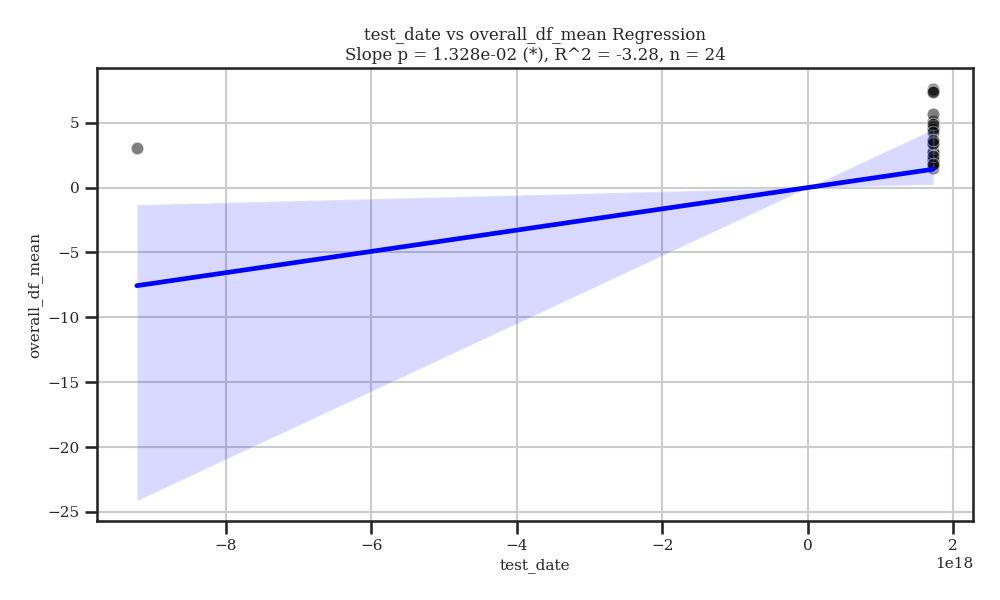 test_date vs overall_df_mean Regression
Slope p = 1.328e-02 (*), R^2 = -3.28, n = 24
overall_df_mean
5
0
−5
−10
−15
−20
−25
−8
−6
−4
−2
0
2
1e18
test_date